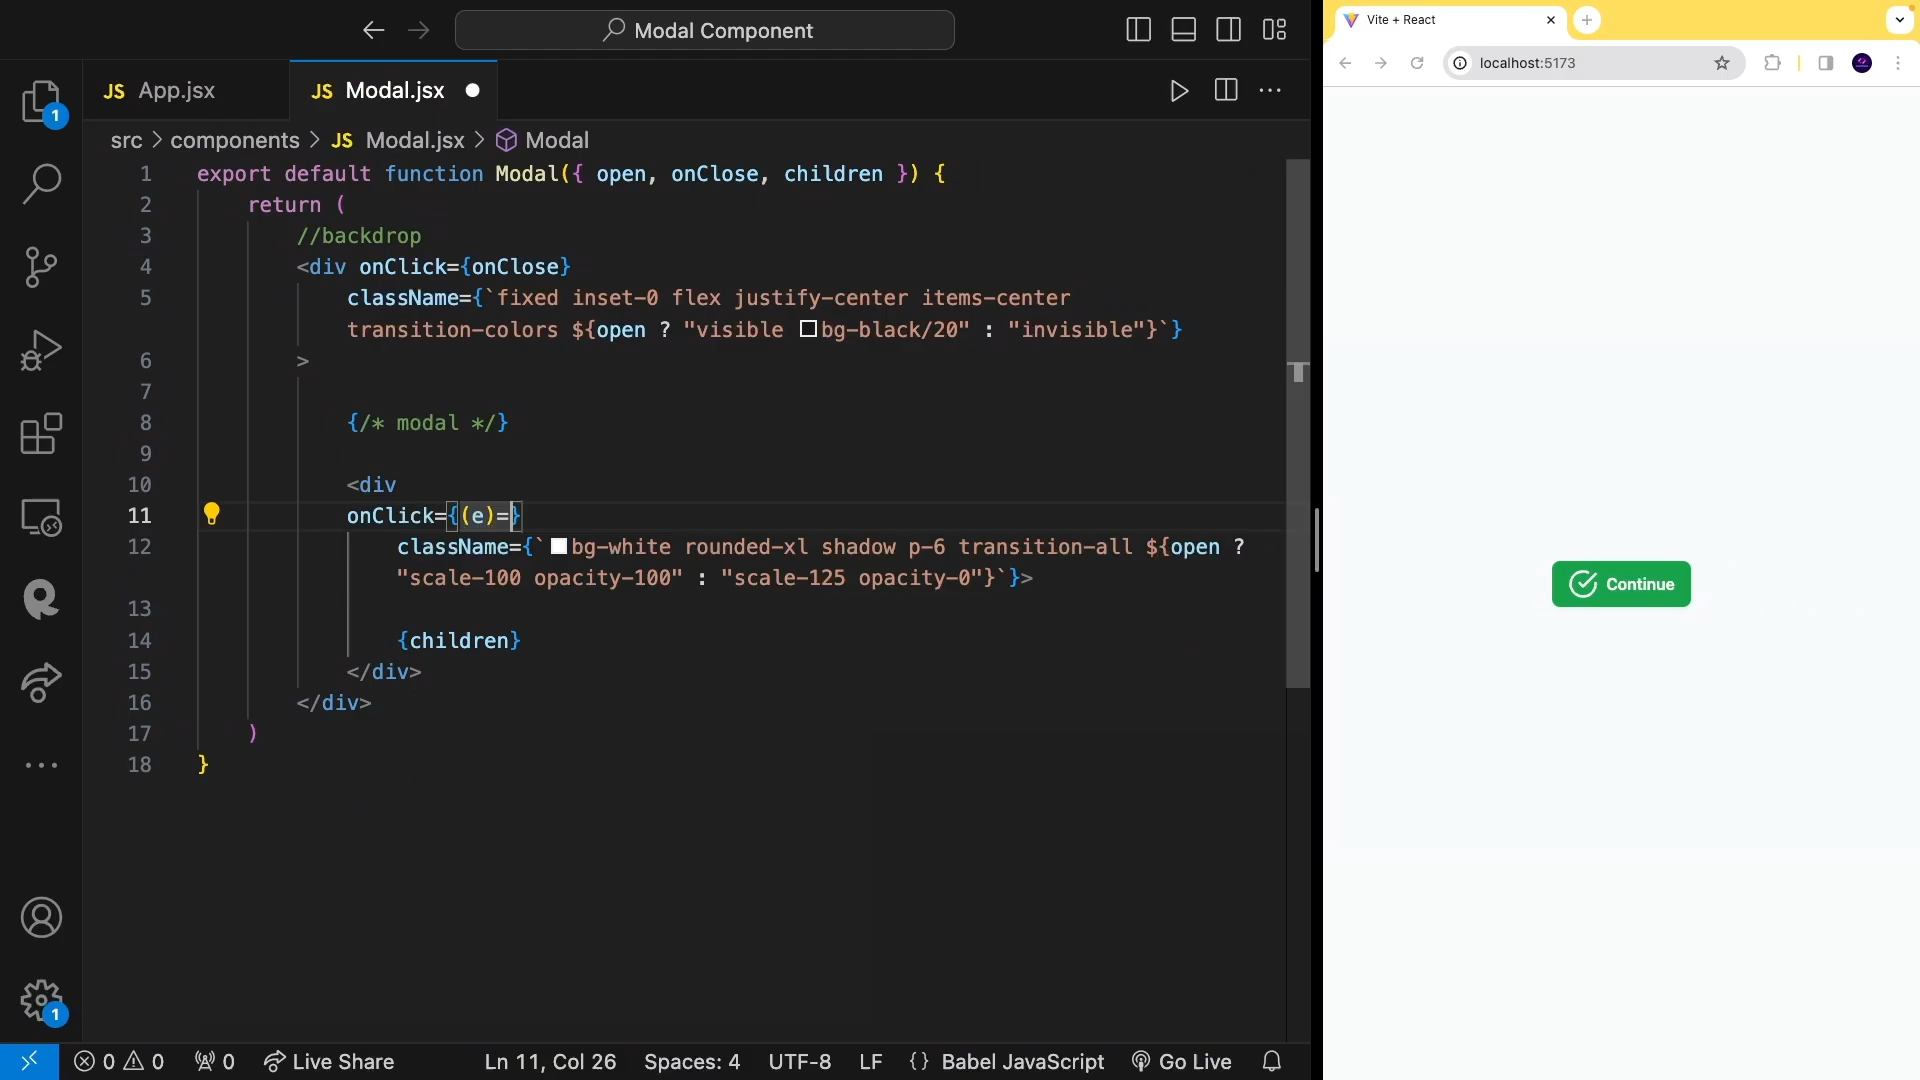 Modal Component
JS App.jsx
JS Modal.jsx
1
src > components > JS Modal.jsx > Modal
1 export default function Modal({ open, onClose, children }) {
2 return (
3 //backdrop
4 <div onClick={onClose}
5 className={`fixed inset-0 flex justify-center items-center
transition-colors ${open ? "visible bg-black/20" : "invisible"}`}
6 >
7
8 {/* modal */}
9
10 <div
11 onClick={(e)=}
12 className={`bg-white rounded-xl shadow p-6 transition-all ${open ?
"scale-100 opacity-100" : "scale-125 opacity-0"}`}>
13
14 {children}
15 </div>
16 </div>
17 )
18 }
1
0 0 0 Live Share Ln 11, Col 26 Spaces: 4 UTF-8 LF {} Babel JavaScript Go Live
Vite + React
localhost:5173
Continue